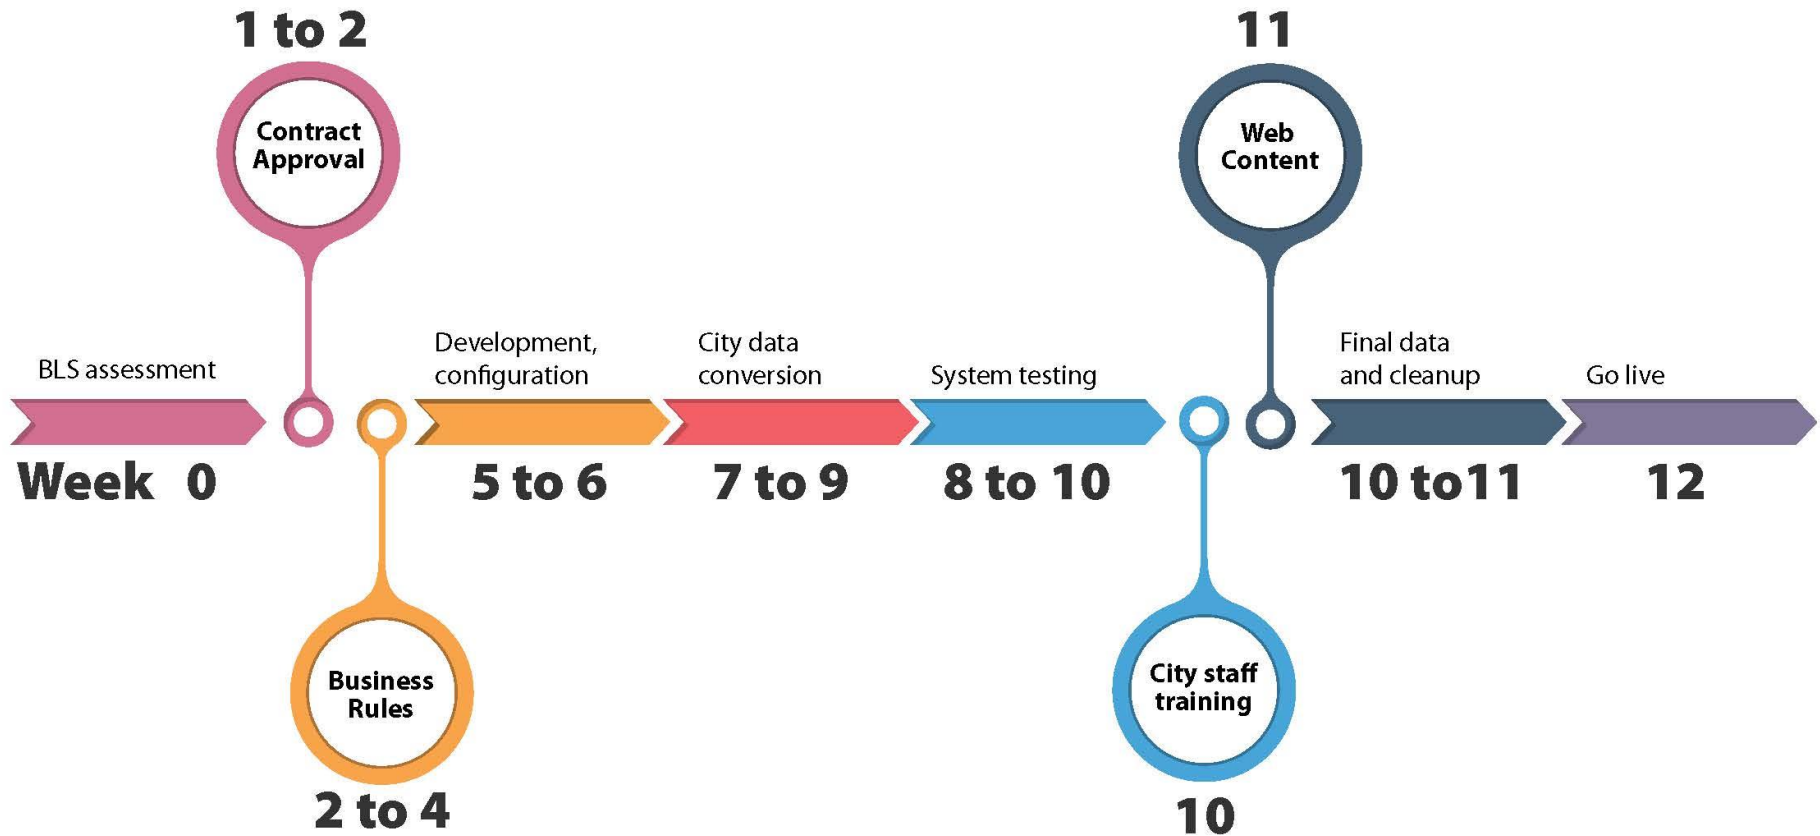 1 to 2
Contract
Approval
11
Web
Content
BLS assessment
Development,
configuration
City data
conversion
System testing
Final data
and cleanup
Go live
Week 0
5 to 6
7 to 9
8 to 10
10 to11
12
Business
Rules
2 to 4
City staff
training
10